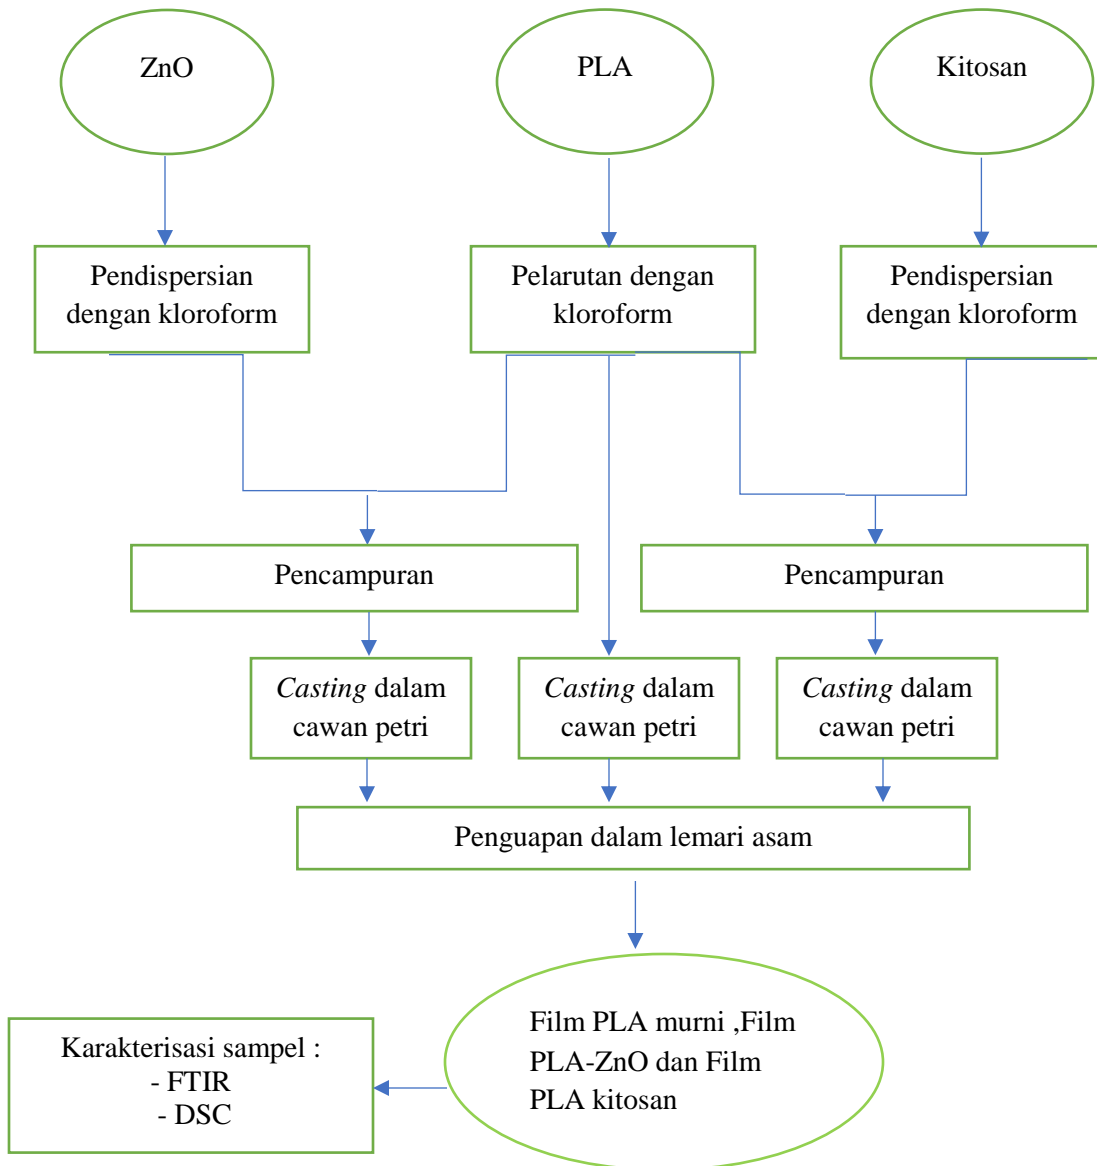 ZnO
PLA
Kitosan
Pendispersian
dengan kloroform
Pelarutan dengan
kloroform
Pendispersian
dengan kloroform
Pencampuran
Pencampuran
Casting dalam
cawan petri
Casting dalam
cawan petri
Casting dalam
cawan petri
Penguapan dalam lemari asam
Film PLA murni ,Film
PLA-ZnO dan Film
PLA kitosan
Karakterisasi sampel :
- FTIR
- DSC